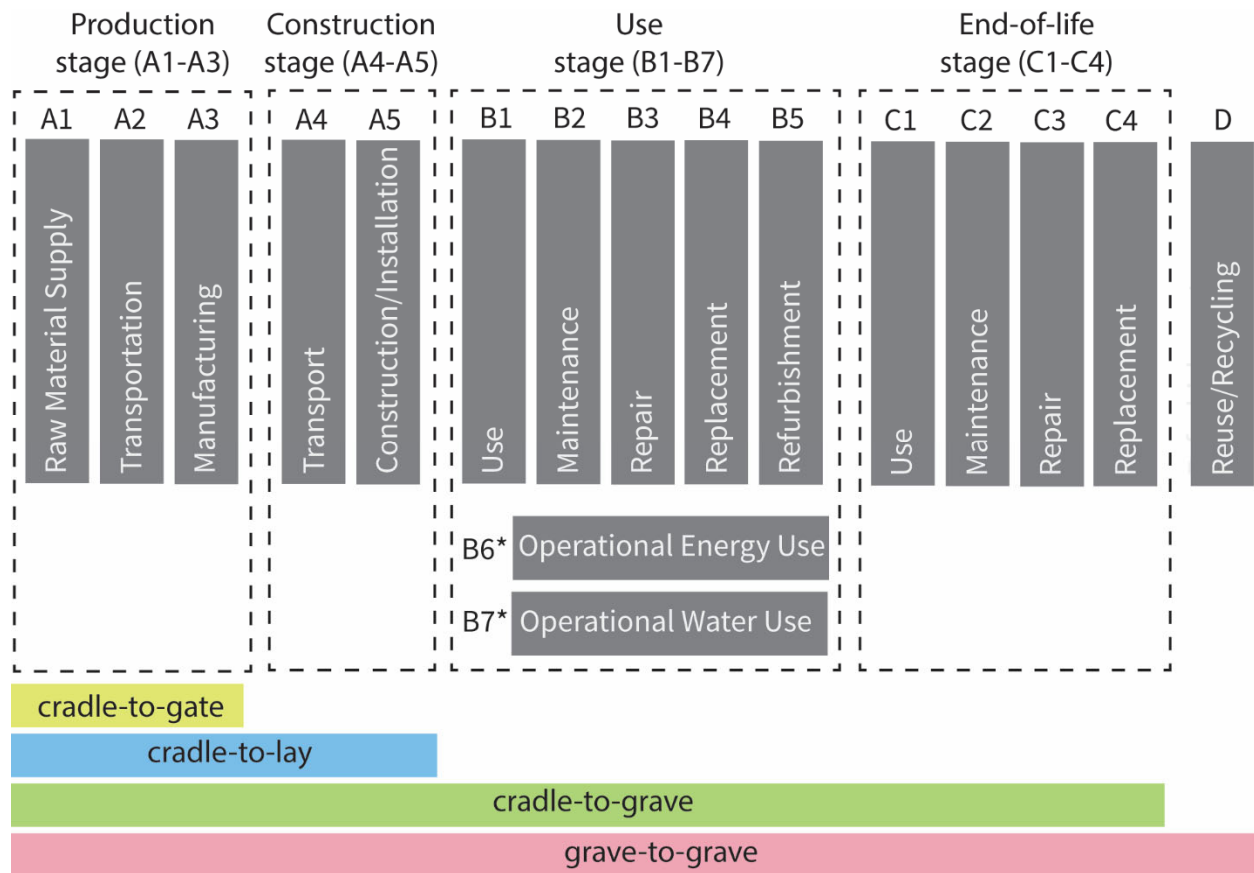 Production
stage (A1-A3)
Construction
stage (A4-A5)
Use
stage (B1-B7)
End-of-life
stage (C1-C4)
A1
A2
A3
A4
A5
B1
B2
B3
B4
B5
C1
C2
C3
C4
D
Raw Material Supply
Transportation
Manufacturing
Transport
Construction/Installation
Use
Maintenance
Repair
Replacement
Refurbishment
Use
Maintenance
Repair
Replacement
Reuse/Recycling
B6* Operational Energy Use
B7* Operational Water Use
cradle-to-gate
cradle-to-lay
cradle-to-grave
grave-to-grave